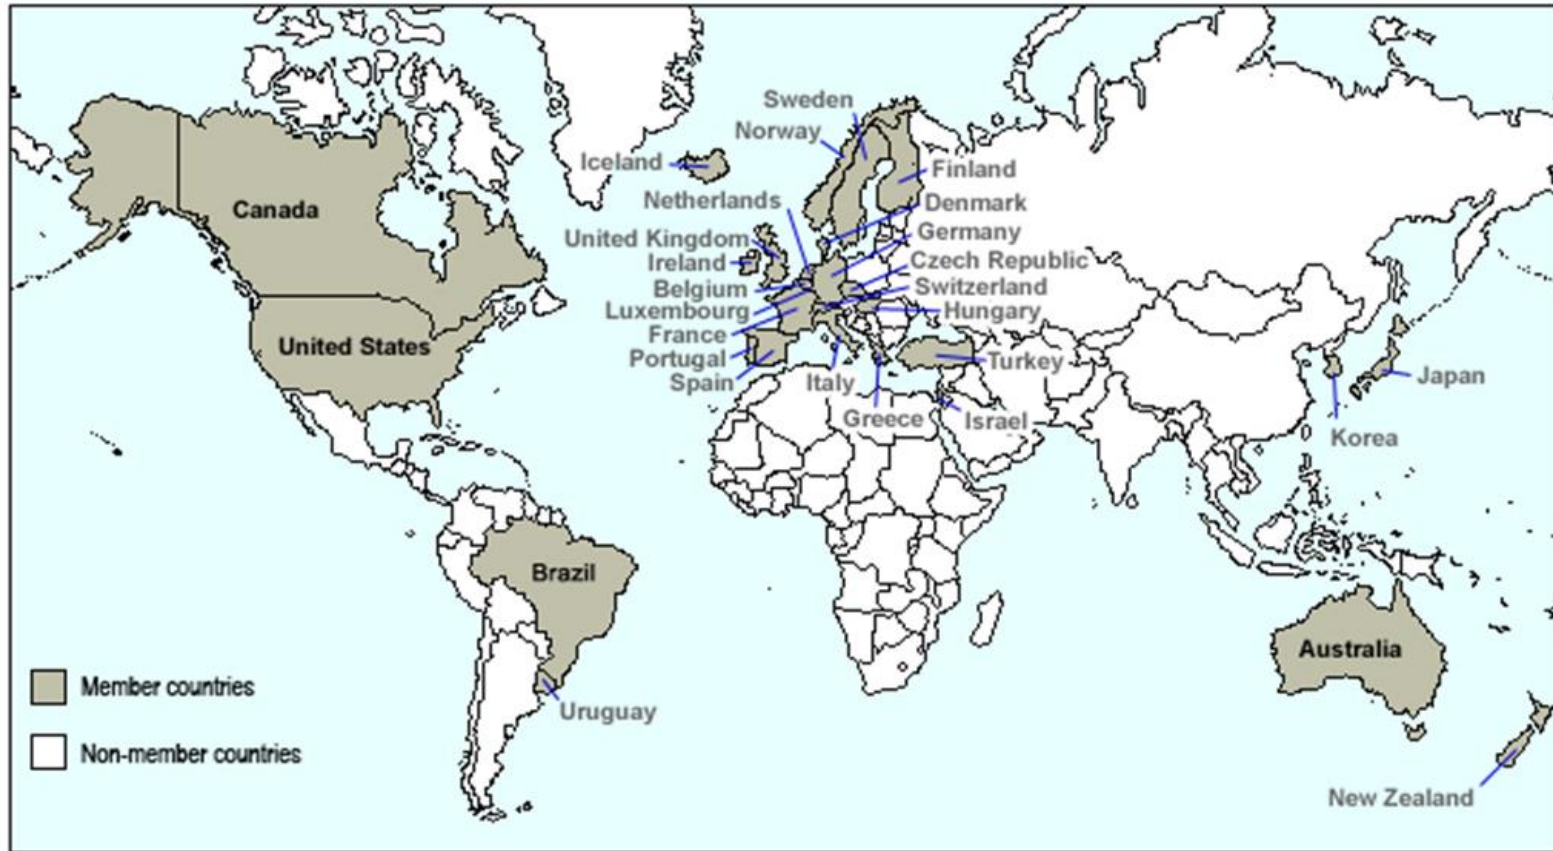 Sweden
Norway
Iceland
Finland
Netherlands
Denmark
Canada
United Kingdom
Germany
Ireland
Czech Republic
Belgium
Switzerland
Luxembourg
Hungary
France
United States
Portugal
Turkey
Spain
Italy
Japan
Greece
Israel
Korea
Brazil
Australia
Member countries
Uruguay
Non-member countries
New Zealand